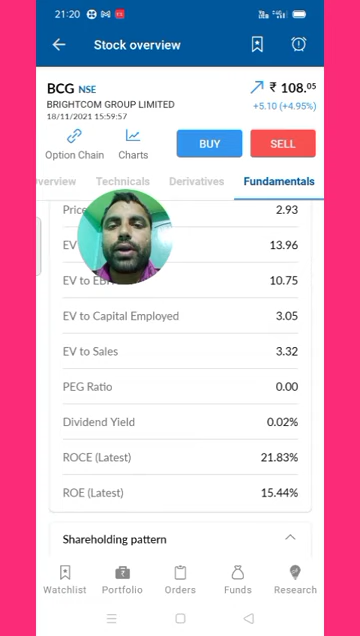 21:20
Stock overview
BCG NSE
₹ 108.05
BRIGHTCOM GROUP LIMITED
+5.10 (+4.95%)
18/11/2021 15:59:57
Option Chain
Charts
BUY
SELL
verview
Technicals
Derivatives
Fundamentals
Price
2.93
EV
13.96
EV to
10.75
EV to Capital Employed
3.05
EV to Sales
3.32
PEG Ratio
0.00
Dividend Yield
0.02%
ROCE (Latest)
21.83%
ROE (Latest)
15.44%
Shareholding pattern
Watchlist
Portfolio
Orders
Funds
Research